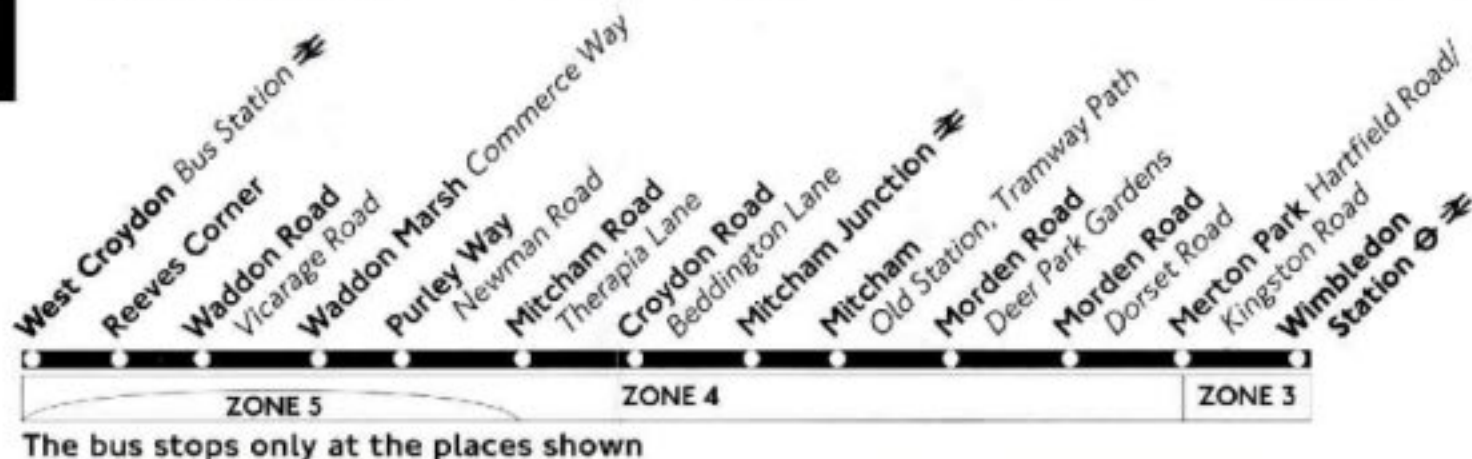 West Croydon Bus Station
Reeves Corner
Waddon Road
Vicarage Road
Waddon Marsh Commerce Way
Purley Way
Newman Road
Mitcham Road
Therapia Lane
Croydon Road
Beddington Lane
Mitcham Junction
Mitcham
Old Station, Tramway Path
Morden Road
Deer Park Gardens
Morden Road
Dorset Road
Merton Park Hartfield Road/
Kingston Road
Wimbledon
Station
ZONE 5
ZONE 4
ZONE 3
The bus stops only at the places shown